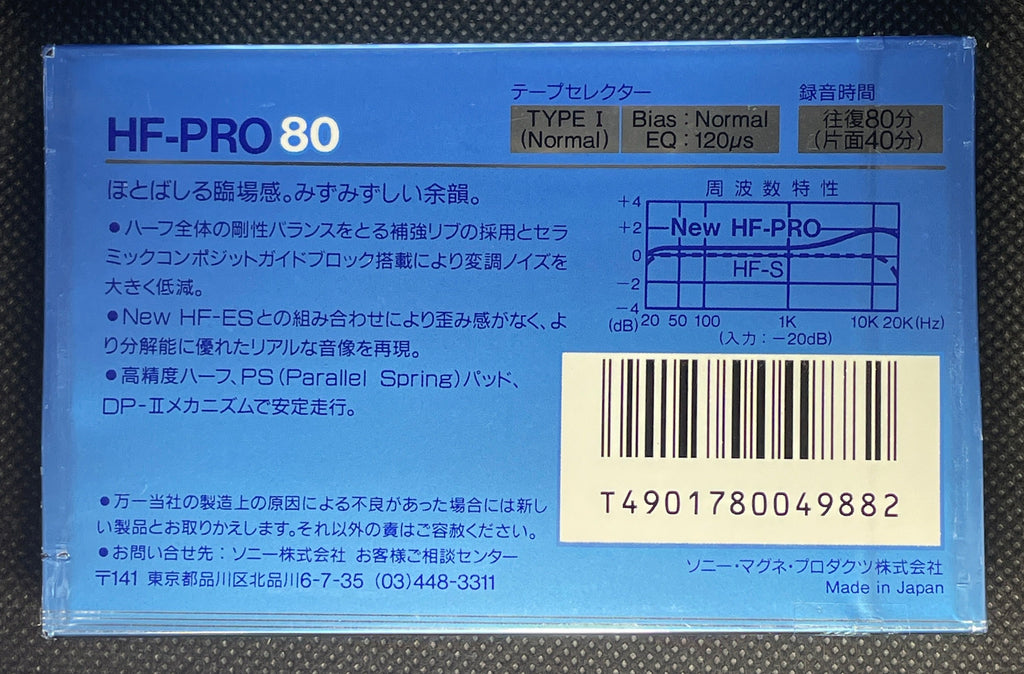 HF-PRO 80
テープセレクター
TYPE I
(Normal)
Bias : Normal
EQ : 120μs
録音時間
往復80分
(片面40分)
ほとばしる臨場感。みずみずしい余韻。
●ハーフ全体の剛性バランスをとる補強リブの採用とセラ
ミックコンポジットガイドブロック搭載により変調ノイズを
大きく低減。
●New HF-ESとの組み合わせにより歪み感がなく、よ
り分解能に優れたリアルな音像を再現。
●高精度ハーフ、PS(Parallel Spring)パッド、
DP-IIメカニズムで安定走行。
周波数特性
+4
+2
0
-2
-4
(dB)
New HF-PRO
HF-S
20 50 100 1K 10K 20K(Hz)
(入力:-20dB)
T4901780049882
●万一当社の製造上の原因による不良があった場合には新し
い製品とお取りかえします。それ以外の責はご容赦ください。
●お問い合せ先:ソニー株式会社 お客様ご相談センター
〒141 東京都品川区北品川6-7-35 (03)448-3311
ソニー・マグネ・プロダクツ株式会社
Made in Japan